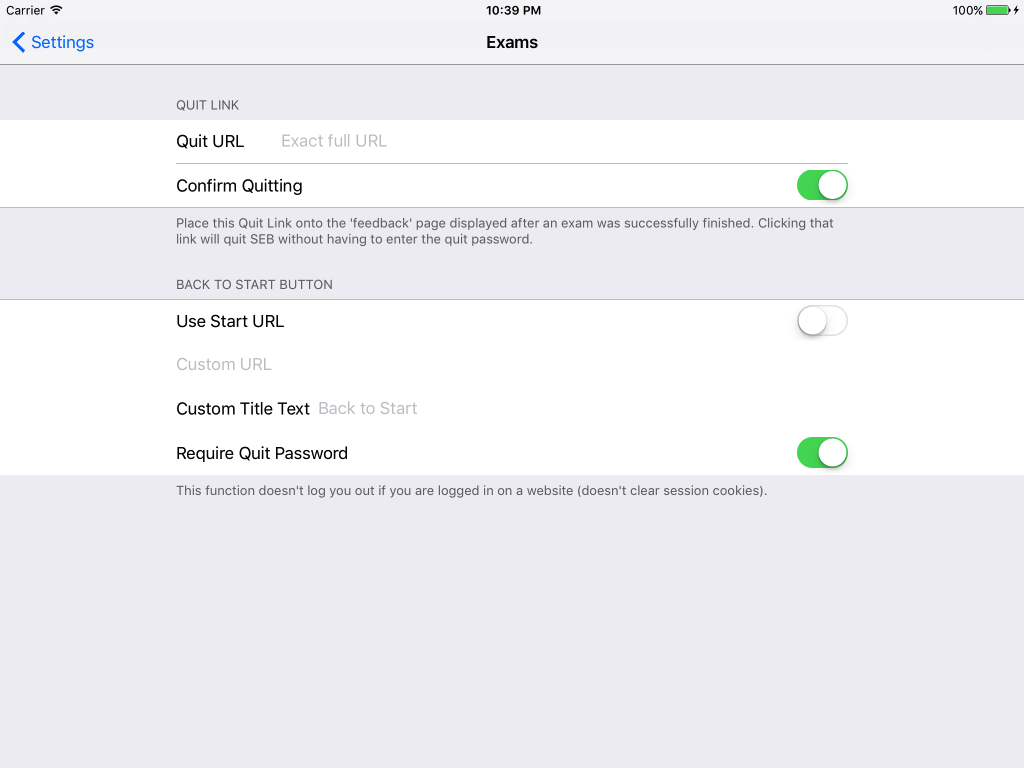 Carrier 10:39 PM 100%
Settings Exams
QUIT LINK
Quit URL Exact full URL
Confirm Quitting
Place this Quit Link onto the 'feedback' page displayed after an exam was successfully finished. Clicking that
link will quit SEB without having to enter the quit password.
BACK TO START BUTTON
Use Start URL
Custom URL
Custom Title Text Back to Start
Require Quit Password
This function doesn't log you out if you are logged in on a website (doesn't clear session cookies).